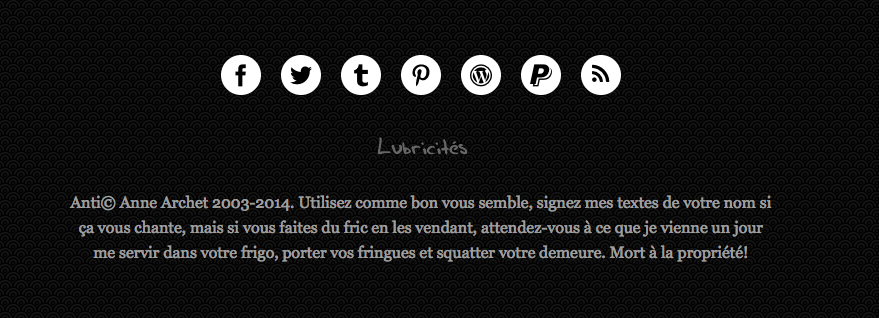 Lubricités
Anti© Anne Archet 2003-2014. Utilisez comme bon vous semble, signez mes textes de votre nom si
ça vous chante, mais si vous faites du fric en les vendant, attendez-vous à ce que je vienne un jour
me servir dans votre frigo, porter vos fringues et squatter votre demeure. Mort à la propriété!